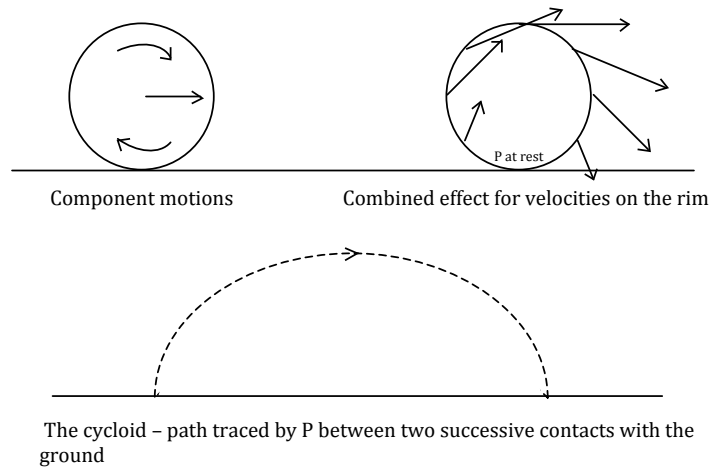 P at rest
Component motions
Combined effect for velocities on the rim
The cycloid – path traced by P between two successive contacts with the
ground